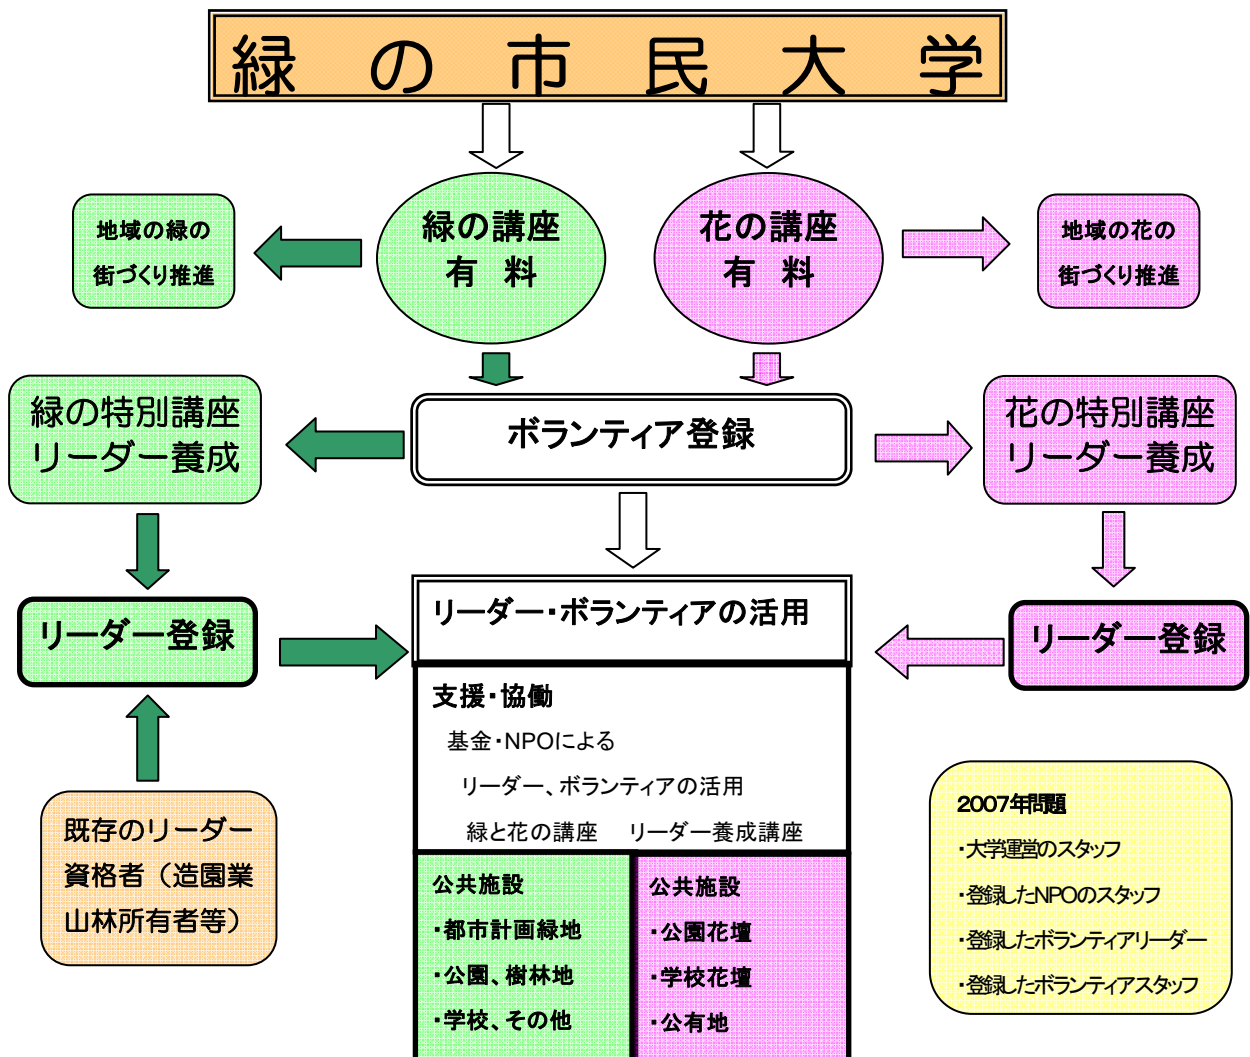 緑の市民大学
緑の講座
有　料
花の講座
有　料
地域の緑の
街づくり推進
地域の花の
街づくり推進
緑の特別講座
リーダー養成
ボランティア登録
花の特別講座
リーダー養成
リーダー登録
リーダー・ボランティアの活用
リーダー登録
支援・協働
基金・NPOによる
リーダー、ボランティアの活用
緑と花の講座　リーダー養成講座
既存のリーダー
資格者（造園業
山林所有者等）
公共施設
・都市計画緑地
・公園、樹林地
・学校、その他
公共施設
・公園花壇
・学校花壇
・公有地
2007年問題
・大学運営のスタッフ
・登録したNPOのスタッフ
・登録したボランティアリーダー
・登録したボランティアスタッフ